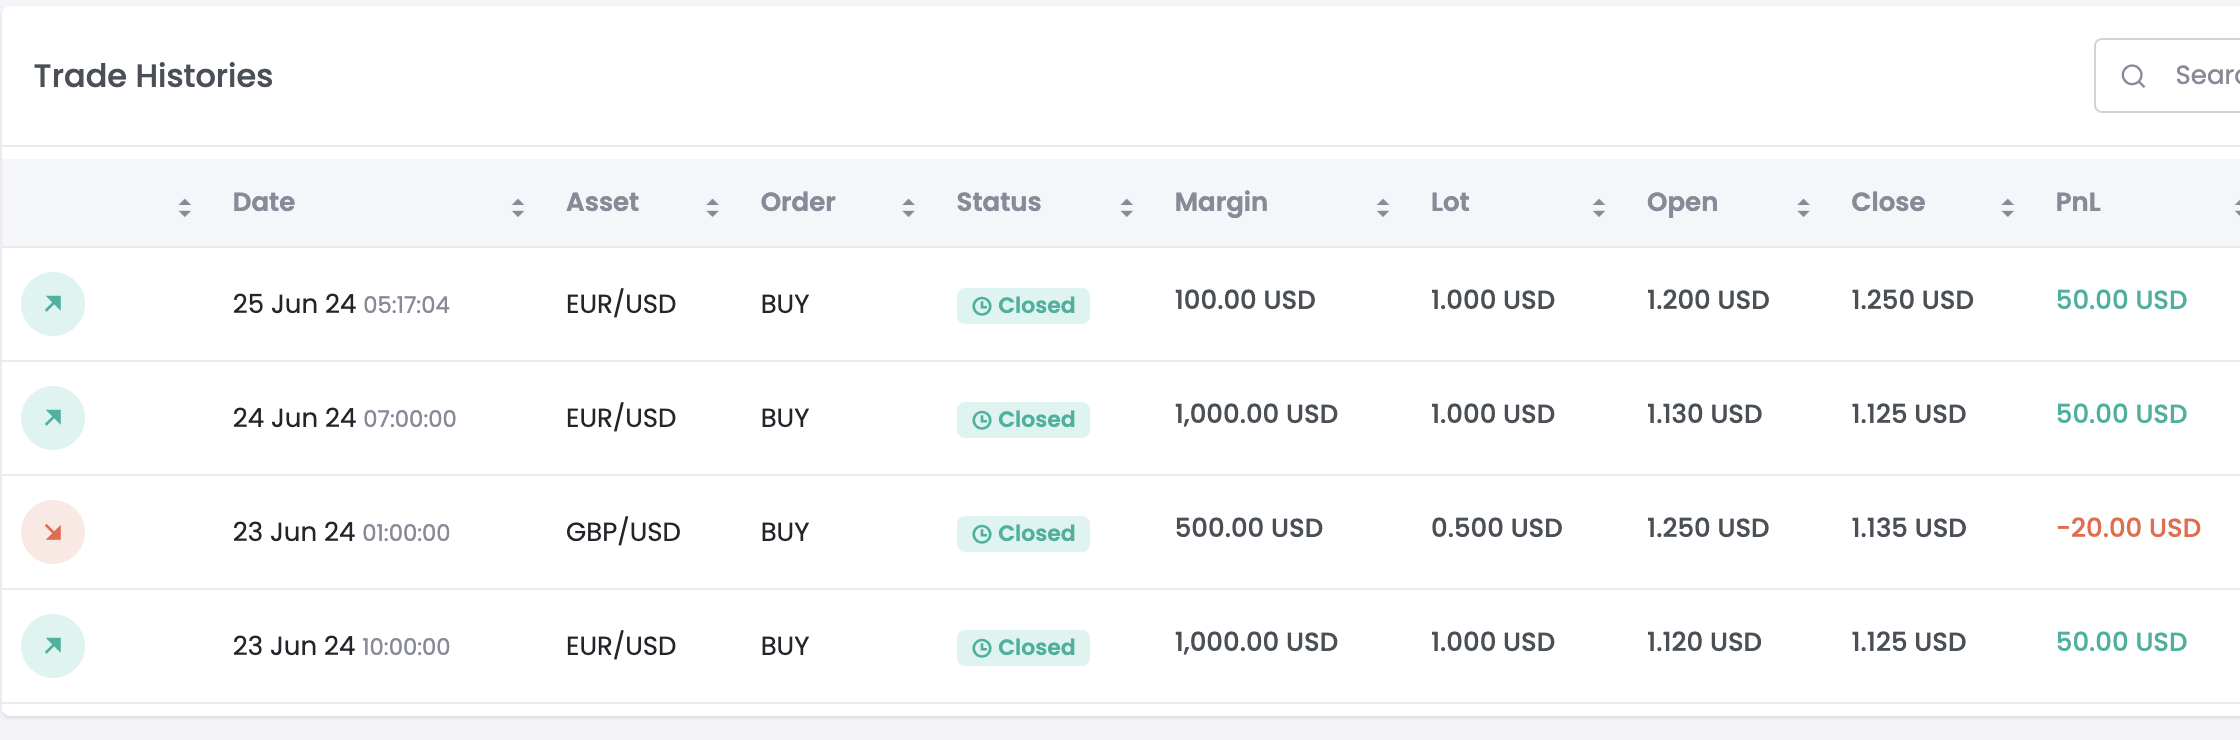 Trade Histories
Date Asset Order Status Margin Lot Open Close PnL
25 Jun 24 05:17:04 EUR/USD BUY Closed 100.00 USD 1.000 USD 1.200 USD 1.250 USD 50.00 USD
24 Jun 24 07:00:00 EUR/USD BUY Closed 1,000.00 USD 1.000 USD 1.130 USD 1.125 USD 50.00 USD
23 Jun 24 01:00:00 GBP/USD BUY Closed 500.00 USD 0.500 USD 1.250 USD 1.135 USD -20.00 USD
23 Jun 24 10:00:00 EUR/USD BUY Closed 1,000.00 USD 1.000 USD 1.120 USD 1.125 USD 50.00 USD